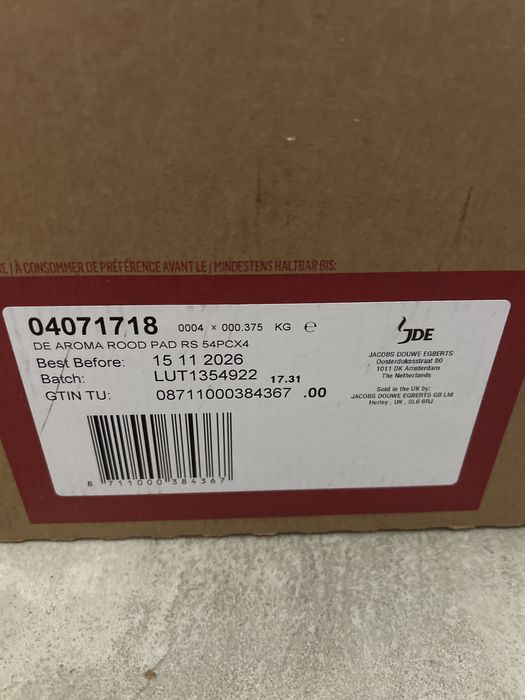 E / À CONSOMMER DE PRÉFÉRENCE AVANT LE / MINDESTENS HALTBAR BIS:
04071718 0004 × 000.375 KG ℮
DE AROMA ROOD PAD RS 54PCX4
Best Before: 15 11 2026
Batch: LUT1354922 17.31
GTIN TU: 08711000384367 .00
8 711000 384367
JDE
JACOBS DOUWE EGBERTS
Oosterdoksstraat 80
1011 DK Amsterdam
The Netherlands
Sold in the UK by:
JACOBS DOUWE EGBERTS GB LM
Hurley , UK , SL6 6RJ